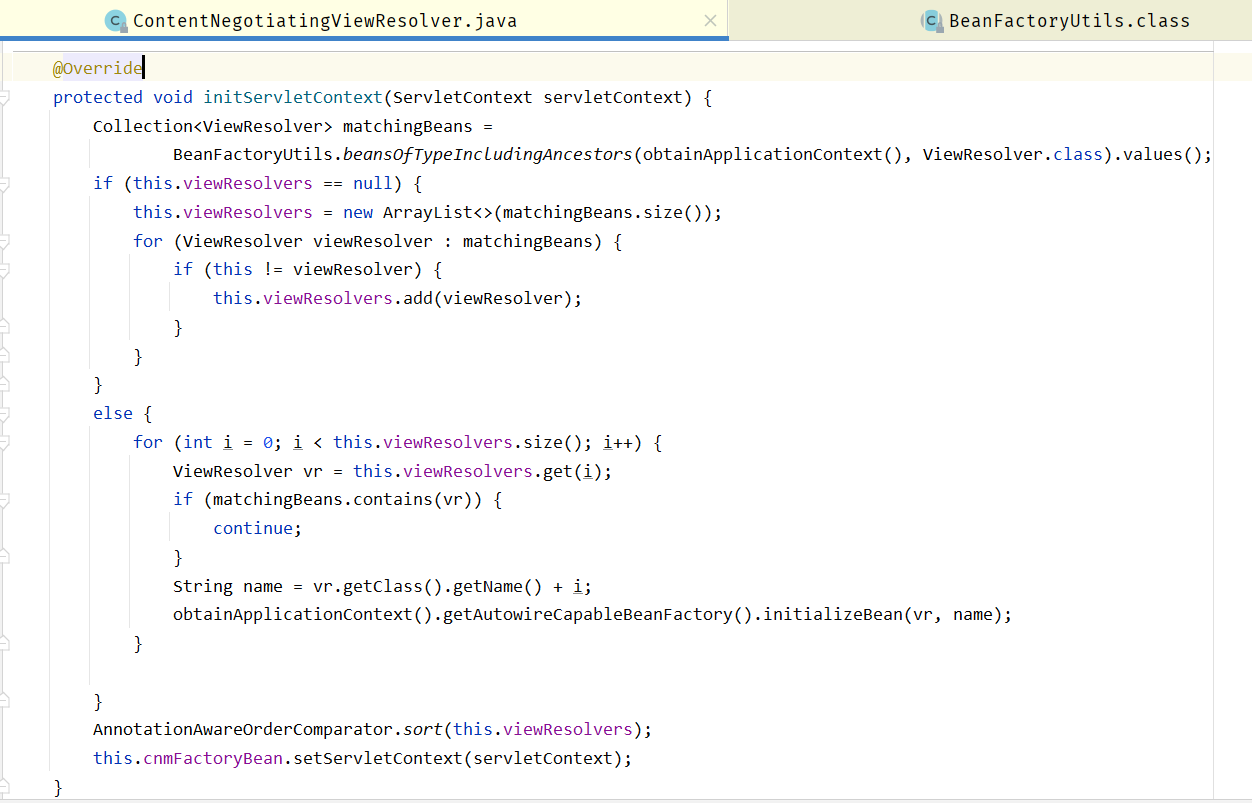 ContentNegotiatingViewResolver.java
BeanFactoryUtils.class
@Override
protected void initServletContext(ServletContext servletContext) {
Collection<ViewResolver> matchingBeans =
BeanFactoryUtils.beansOfTypeIncludingAncestors(obtainApplicationContext(), ViewResolver.class).values();
if (this.viewResolvers == null) {
this.viewResolvers = new ArrayList<>(matchingBeans.size());
for (ViewResolver viewResolver : matchingBeans) {
if (this != viewResolver) {
this.viewResolvers.add(viewResolver);
}
}
}
else {
for (int i = 0; i < this.viewResolvers.size(); i++) {
ViewResolver vr = this.viewResolvers.get(i);
if (matchingBeans.contains(vr)) {
continue;
}
String name = vr.getClass().getName() + i;
obtainApplicationContext().getAutowireCapableBeanFactory().initializeBean(vr, name);
}
}
AnnotationAwareOrderComparator.sort(this.viewResolvers);
this.cnmFactoryBean.setServletContext(servletContext);
}